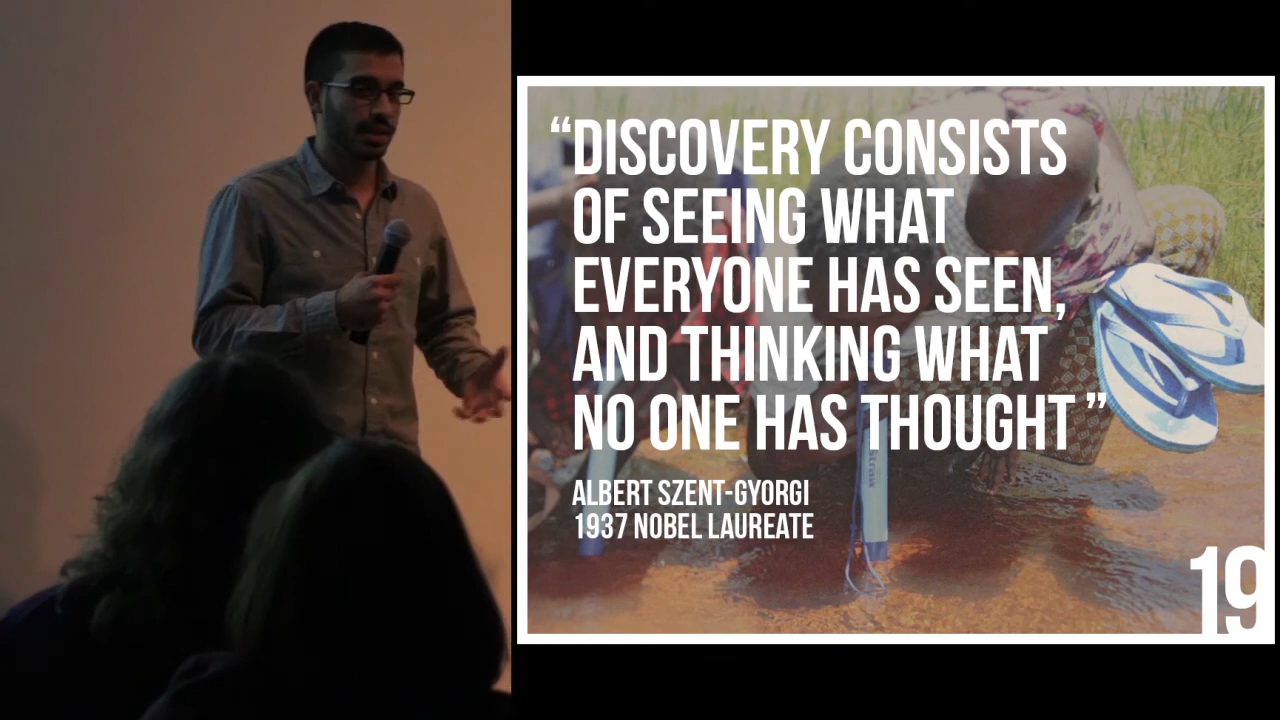 “DISCOVERY CONSISTS
OF SEEING WHAT
EVERYONE HAS SEEN,
AND THINKING WHAT
NO ONE HAS THOUGHT”
ALBERT SZENT-GYORGI
1937 NOBEL LAUREATE
19